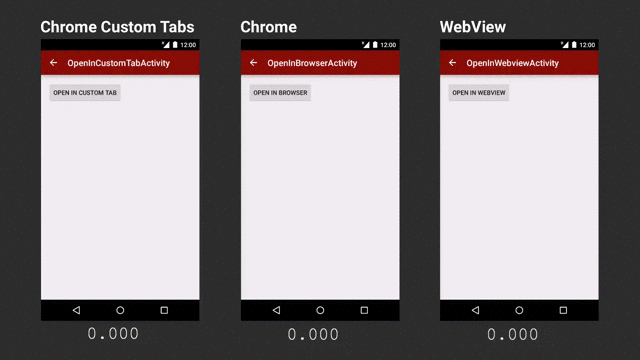 Chrome Custom Tabs
Chrome
WebView
12:00
12:00
12:00
OpenInCustomTabActivity
OpenInBrowserActivity
OpenInWebviewActivity
OPEN IN CUSTOM TAB
OPEN IN BROWSER
OPEN IN WEBVIEW
0.000
0.000
0.000